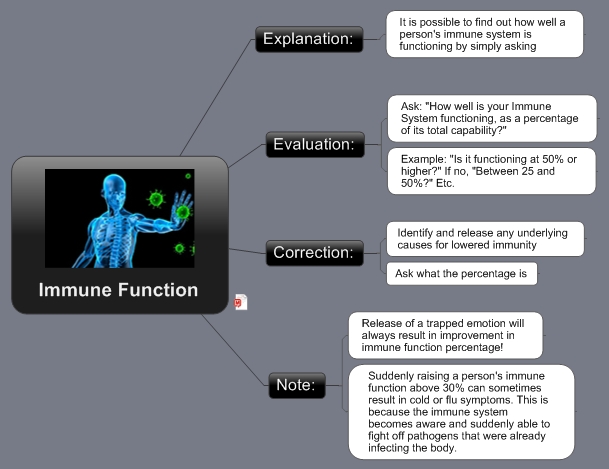 Explanation:
It is possible to find out how well a
person's immune system is
functioning by simply asking
Evaluation:
Ask: "How well is your Immune
System functioning, as a percentage
of its total capability?"
Example: "Is it functioning at 50% or
higher?" If no, "Between 25 and
50%?" Etc.
Immune Function
Correction:
Identify and release any underlying
causes for lowered immunity
Ask what the percentage is
Note:
Release of a trapped emotion will
always result in improvement in
immune function percentage!
Suddenly raising a person's immune
function above 30% can sometimes
result in cold or flu symptoms. This is
because the immune system
becomes aware and suddenly able to
fight off pathogens that were already
infecting the body.